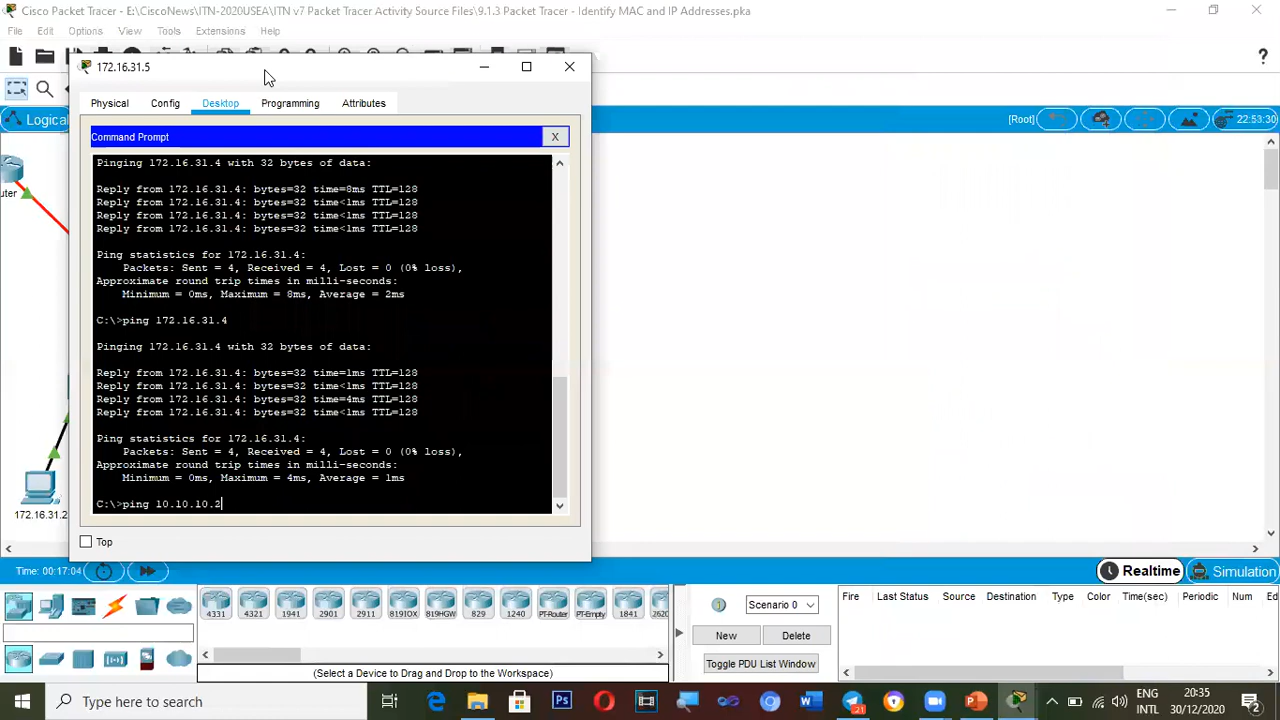 Cisco Packet Tracer - E:\CiscoNews\ITN-2020USEA\ITN v7 Packet Tracer Activity Source Files\9.1.3 Packet Tracer - Identify MAC and IP Addresses.pka
File Edit Options View Tools Extensions Help
172.16.31.5
Physical Config Desktop Programming Attributes
Logical
[Root]
22:53:30
Command Prompt X
Pinging 172.16.31.4 with 32 bytes of data:
Reply from 172.16.31.4: bytes=32 time=8ms TTL=128
Reply from 172.16.31.4: bytes=32 time<1ms TTL=128
Reply from 172.16.31.4: bytes=32 time<1ms TTL=128
Reply from 172.16.31.4: bytes=32 time<1ms TTL=128
Ping statistics for 172.16.31.4:
Packets: Sent = 4, Received = 4, Lost = 0 (0% loss),
Approximate round trip times in milli-seconds:
Minimum = 0ms, Maximum = 8ms, Average = 2ms
C:\>ping 172.16.31.4
Pinging 172.16.31.4 with 32 bytes of data:
Reply from 172.16.31.4: bytes=32 time=1ms TTL=128
Reply from 172.16.31.4: bytes=32 time<1ms TTL=128
Reply from 172.16.31.4: bytes=32 time=4ms TTL=128
Reply from 172.16.31.4: bytes=32 time<1ms TTL=128
Ping statistics for 172.16.31.4:
Packets: Sent = 4, Received = 4, Lost = 0 (0% loss),
Approximate round trip times in milli-seconds:
Minimum = 0ms, Maximum = 4ms, Average = 1ms
C:\>ping 10.10.10.2
uter
172.16.31.2
Top
Time: 00:17:04
Realtime Simulation
4331 4321 1941 2901 2911 819IOX 819HGW 829 1240 PT-Router PT-Empty 1841 2620
(Select a Device to Drag and Drop to the Workspace)
Scenario 0
New Delete
Toggle PDU List Window
Fire Last Status Source Destination Type Color Time(sec) Periodic Num Ed
Type here to search
Ps
21
ENG
INTL
20:35
30/12/2020
2